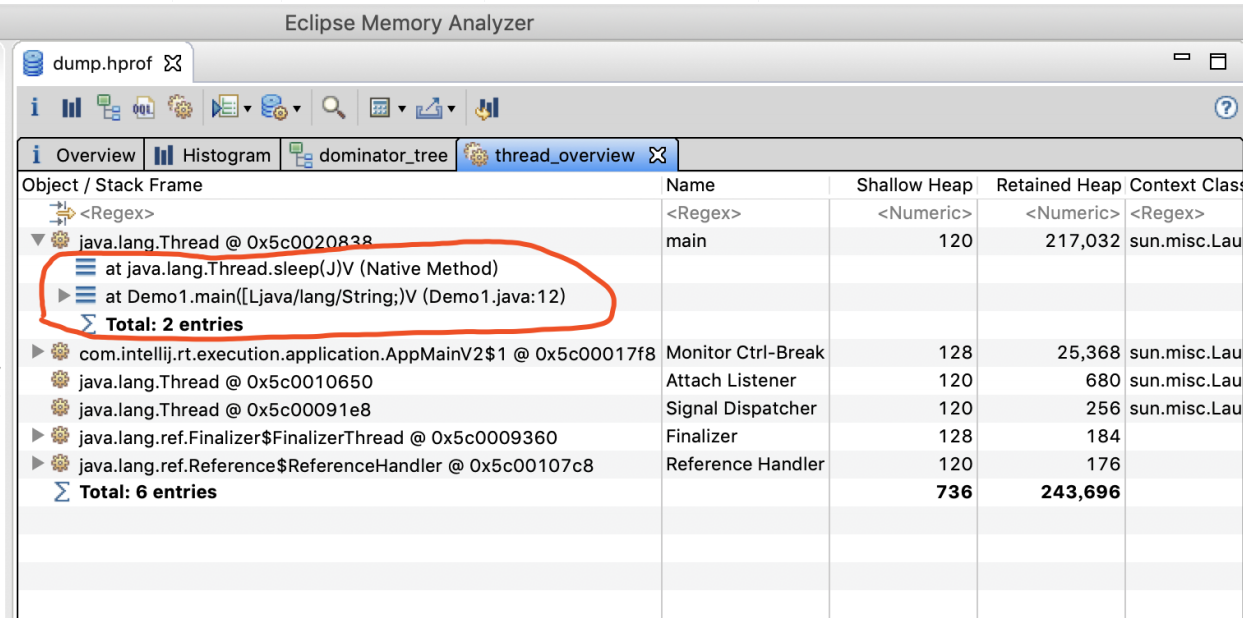 Eclipse Memory Analyzer
dump.hprof
i OQL ?
i Overview Histogram dominator_tree thread_overview
Object / Stack Frame Name Shallow Heap Retained Heap Context Class
<Regex> <Regex> <Numeric> <Numeric> <Regex>
java.lang.Thread @ 0x5c0020838 main 120 217,032 sun.misc.Lau
at java.lang.Thread.sleep(J)V (Native Method)
at Demo1.main([Ljava/lang/String;)V (Demo1.java:12)
∑ Total: 2 entries
com.intellij.rt.execution.application.AppMainV2$1 @ 0x5c00017f8 Monitor Ctrl-Break 128 25,368 sun.misc.Lau
java.lang.Thread @ 0x5c0010650 Attach Listener 120 680 sun.misc.Lau
java.lang.Thread @ 0x5c00091e8 Signal Dispatcher 120 256 sun.misc.Lau
java.lang.ref.Finalizer$FinalizerThread @ 0x5c0009360 Finalizer 128 184
java.lang.ref.Reference$ReferenceHandler @ 0x5c00107c8 Reference Handler 120 176
∑ Total: 6 entries 736 243,696